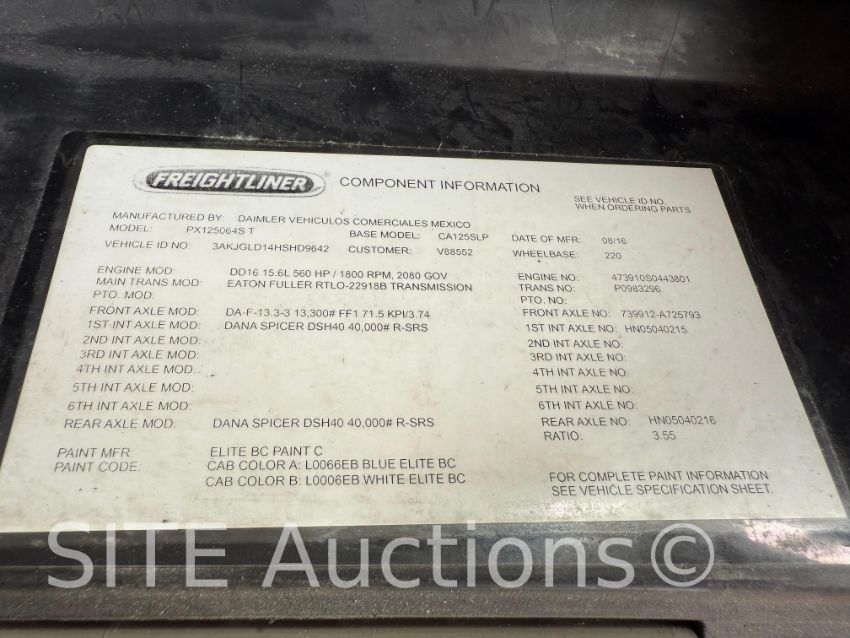 FREIGHTLINER COMPONENT INFORMATION
SEE VEHICLE ID NO.
WHEN ORDERING PARTS
MANUFACTURED BY: DAIMLER VEHICULOS COMERCIALES MEXICO
MODEL: PX125064S T BASE MODEL: CA125SLP DATE OF MFR: 08/16
VEHICLE ID NO: 3AKJGLD14HSHD9642 CUSTOMER: V88552 WHEELBASE: 220
ENGINE MOD: DD16 15.6L 560 HP / 1800 RPM, 2080 GOV ENGINE NO: 473910S0443801
MAIN TRANS MOD: EATON FULLER RTLO-22918B TRANSMISSION TRANS NO: P0983296
PTO. MOD: PTO. NO:
FRONT AXLE MOD: DA-F-13.3-3 13,300# FF1 71.5 KPI/3.74 FRONT AXLE NO: 739912-A725793
1ST INT AXLE MOD: DANA SPICER DSH40 40,000# R-SRS 1ST INT AXLE NO: HN05040215
2ND INT AXLE MOD: 2ND INT AXLE NO:
3RD INT AXLE MOD: 3RD INT AXLE NO:
4TH INT AXLE MOD: 4TH INT AXLE NO:
5TH INT AXLE MOD: 5TH INT AXLE NO:
6TH INT AXLE MOD: 6TH INT AXLE NO:
REAR AXLE MOD: DANA SPICER DSH40 40,000# R-SRS REAR AXLE NO: HN05040216
RATIO: 3.55
PAINT MFR ELITE BC PAINT C
PAINT CODE: CAB COLOR A: L0066EB BLUE ELITE BC
CAB COLOR B: L0006EB WHITE ELITE BC
FOR COMPLETE PAINT INFORMATION
SEE VEHICLE SPECIFICATION SHEET.
SITE Auctions©